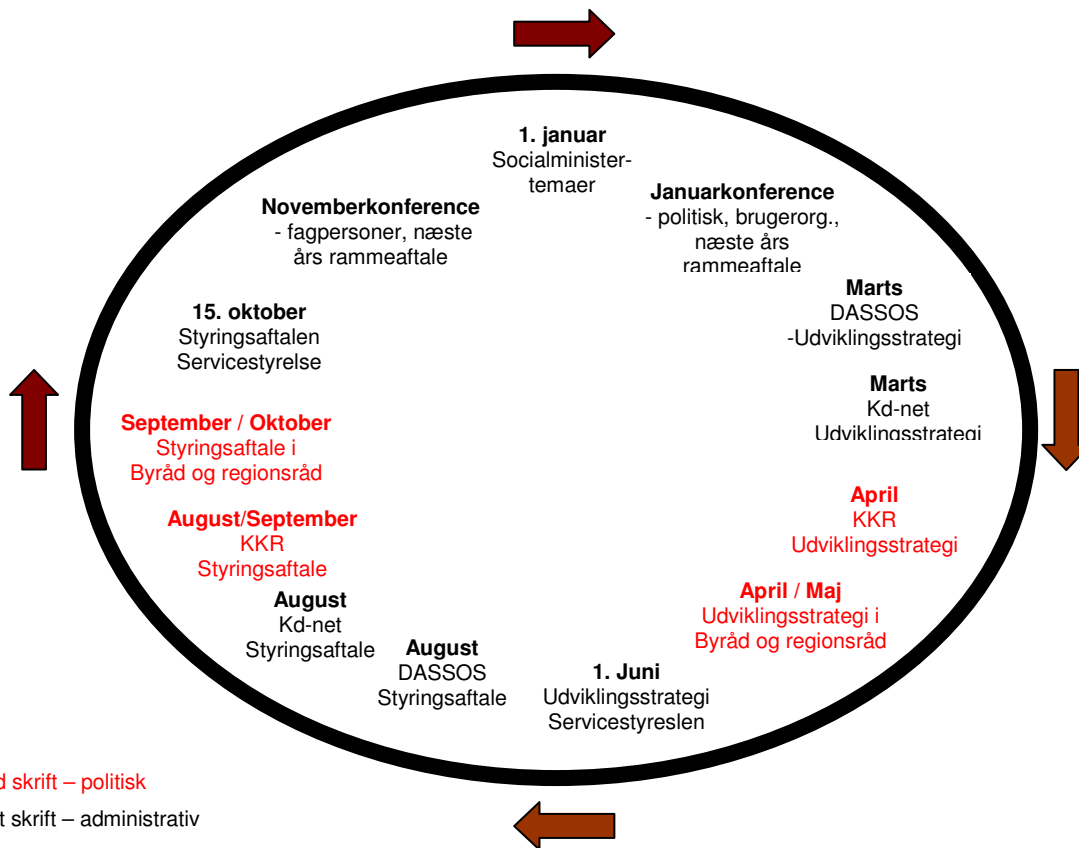 1. januar
Socialminister-
temaer
Januarkonference
- politisk, brugerorg.,
næste års
rammeaftale
Marts
DASSOS
-Udviklingsstrategi
Marts
Kd-net
Udviklingsstrategi
April
KKR
Udviklingsstrategi
April / Maj
Udviklingsstrategi i
Byråd og regionsråd
1. Juni
Udviklingsstrategi
Servicestyreslen
August
DASSOS
Styringsaftale
August
Kd-net
Styringsaftale
August/September
KKR
Styringsaftale
September / Oktober
Styringsaftale i
Byråd og regionsråd
15. oktober
Styringsaftalen
Servicestyrelse
Novemberkonference
- fagpersoner, næste
års rammeaftale
d skrift – politisk
t skrift – administrativ